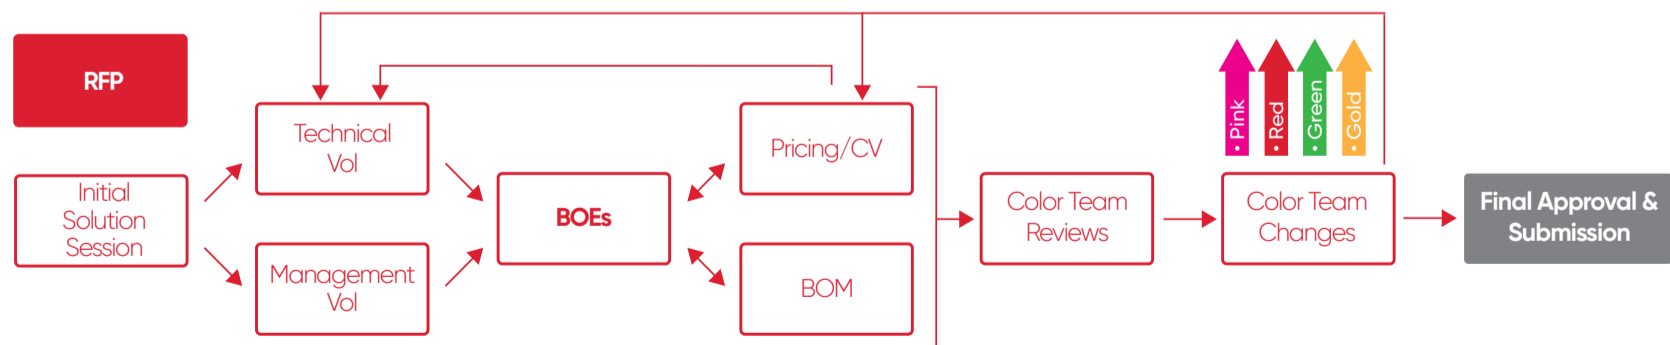 RFP
Initial
Solution
Session
Technical
Vol
Management
Vol
BOEs
Pricing/CV
BOM
Color Team
Reviews
• Pink
• Red
• Green
• Gold
Color Team
Changes
Final Approval &
Submission